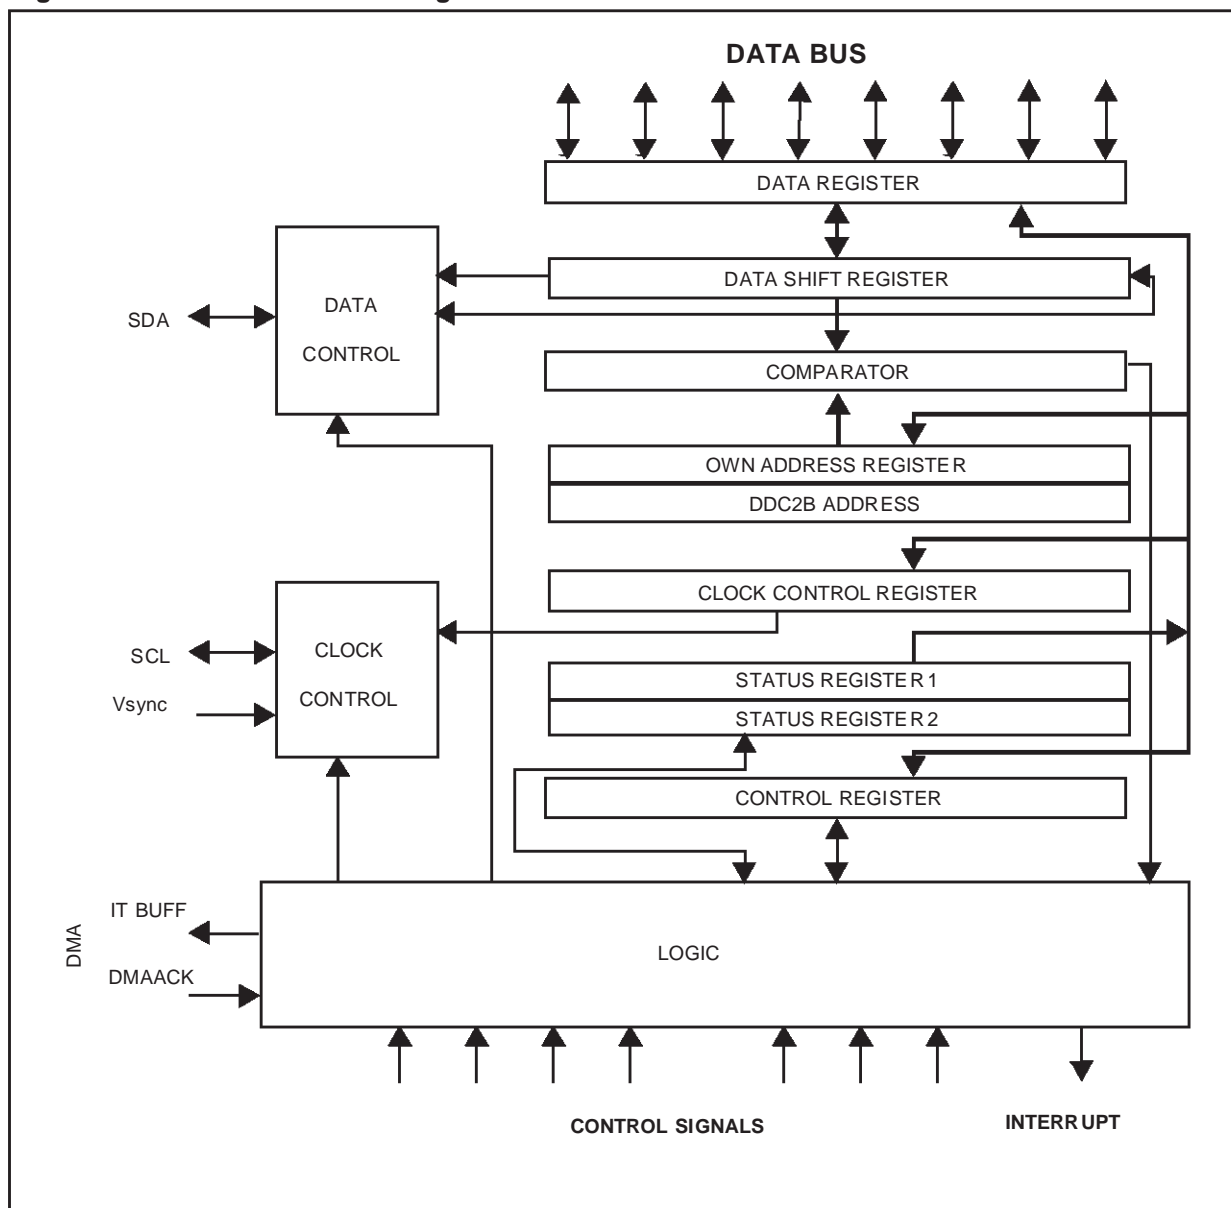 DATA BUS
DATA REGISTER
DATA SHIFT REGISTER
DATA
CONTROL
SDA
COMPARATOR
OWN ADDRESS REGISTER
DDC2B ADDRESS
CLOCK CONTROL REGISTER
CLOCK
CONTROL
SCL
Vsync
STATUS REGISTER 1
STATUS REGISTER 2
CONTROL REGISTER
DMA
IT BUFF
DMAACK
LOGIC
CONTROL SIGNALS
INTERRUPT